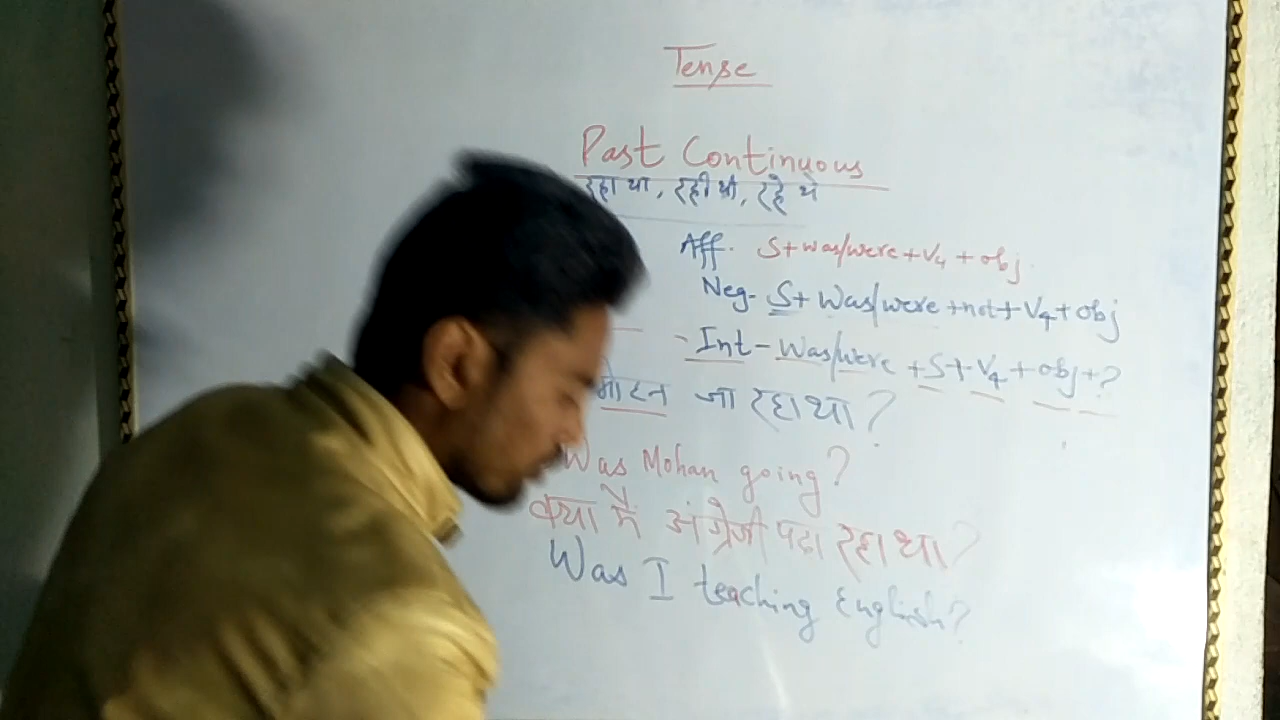 Tense
Past Continuous
रहा था, रही थी, रहे थे
Aff. S+was/were+V₄+obj.
Neg- S+Was/were+not+V₄+obj
- Int-Was/were+S+V₄+obj+?
मोहन जा रहा था?
Was Mohan going?
क्या मैं अंग्रेजी पढा रहा था?
Was I teaching English?